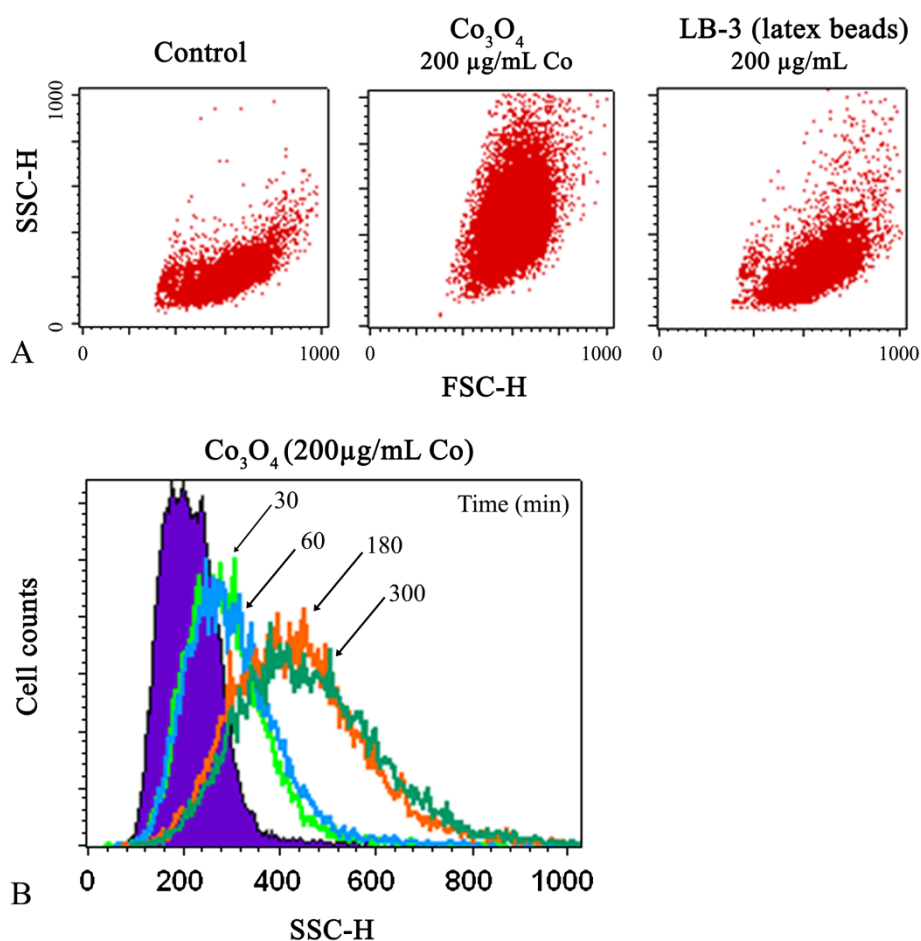 Control
Co3O4
200 µg/mL Co
LB-3 (latex beads)
200 µg/mL
SSC-H
1000
0
0 1000
0 1000
0 1000
A
FSC-H
Co3O4 (200µg/mL Co)
Time (min)
30
60
180
300
Cell counts
0 200 400 600 800 1000
B
SSC-H